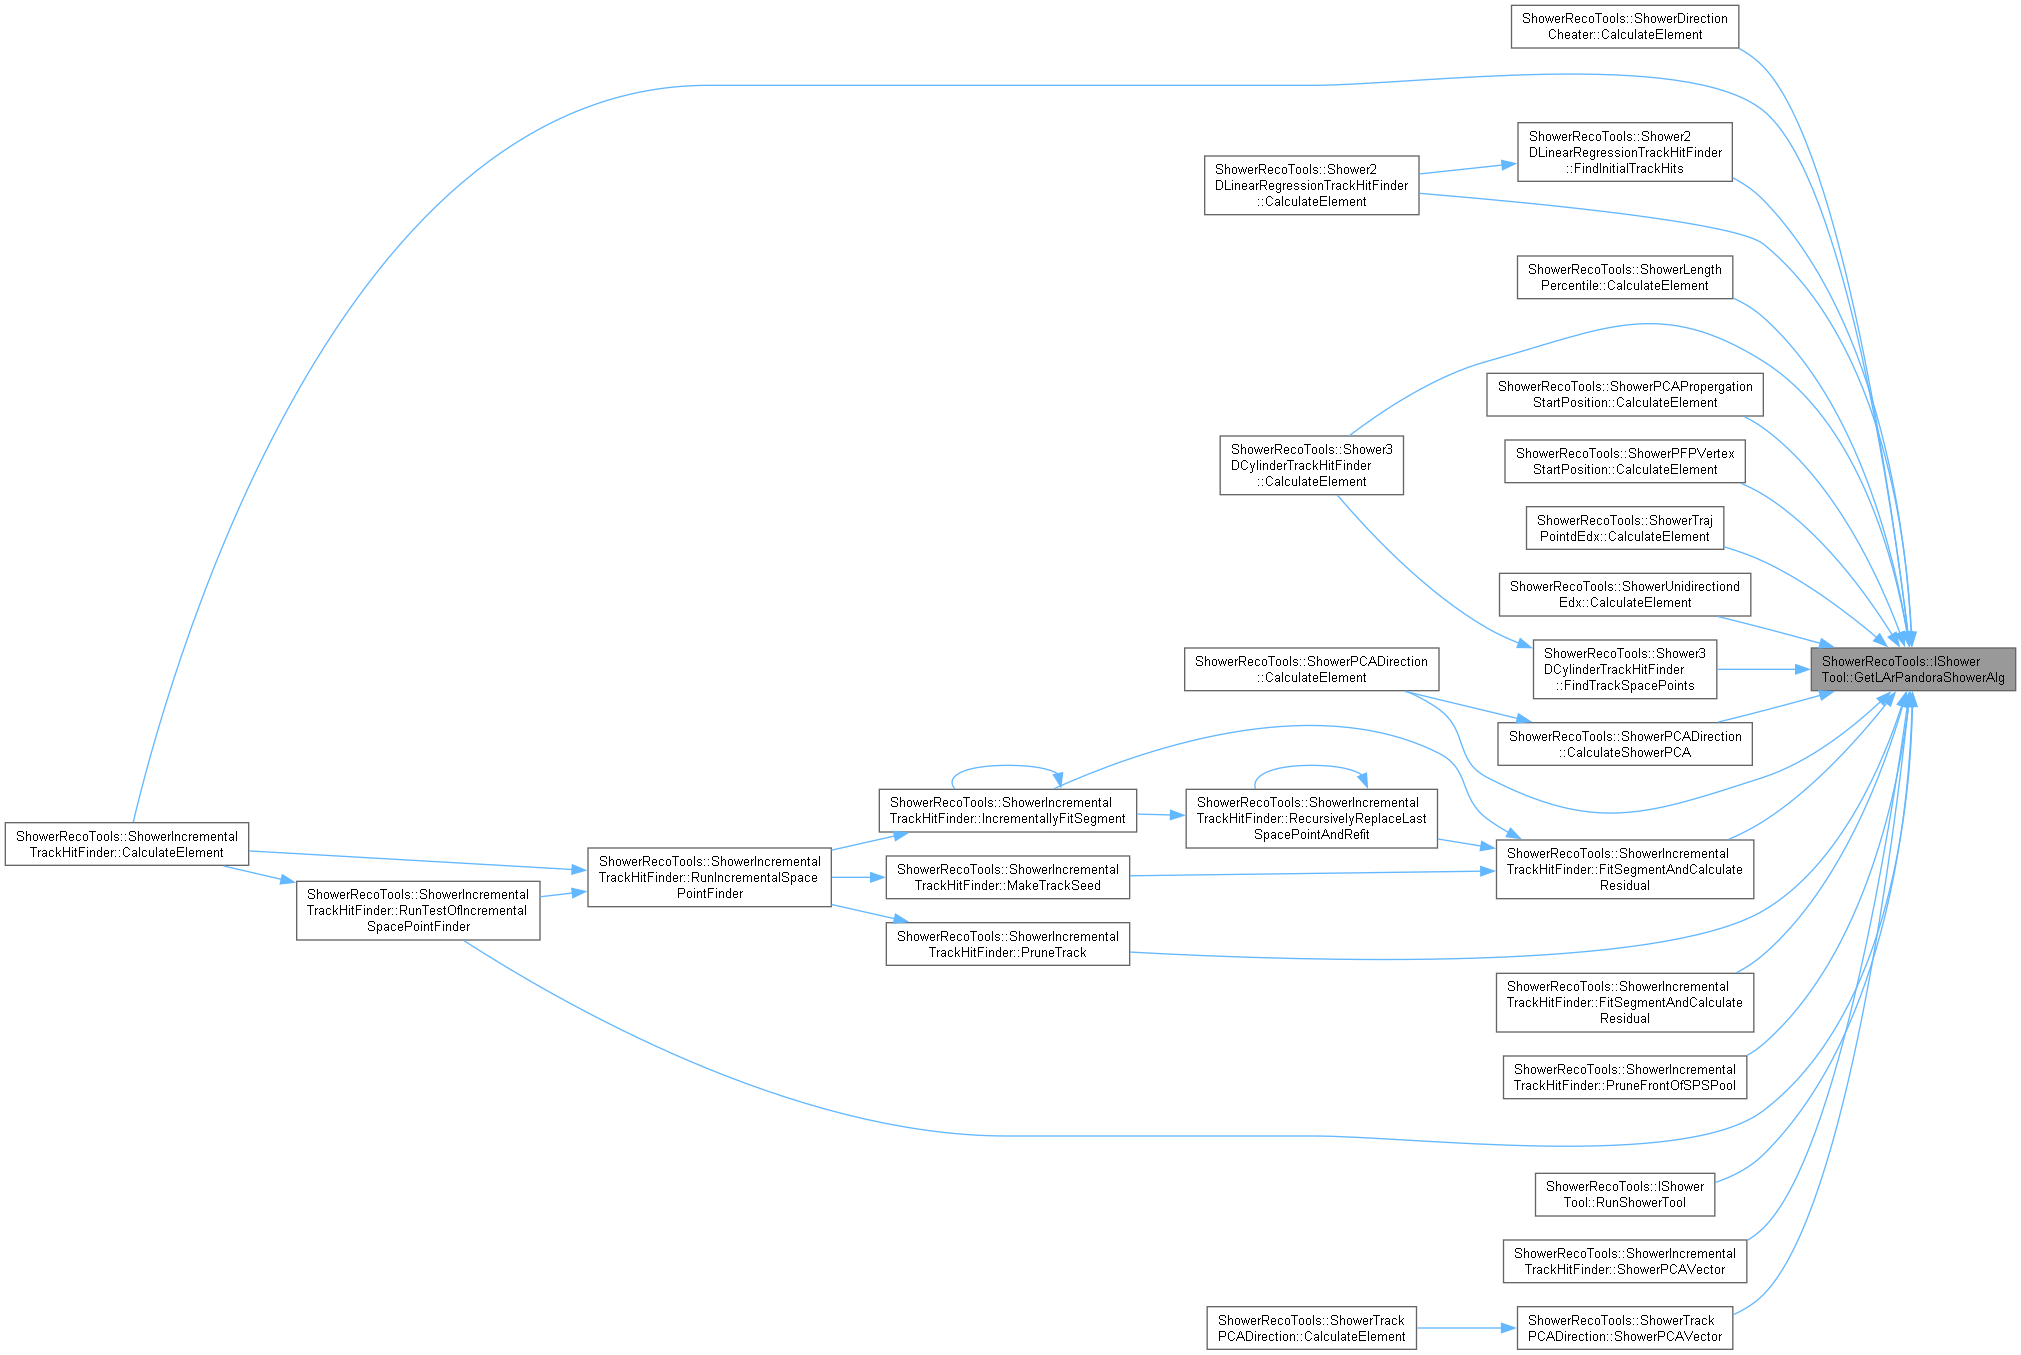 ShowerRecoTools::ShowerDirection
Cheater::CalculateElement
ShowerRecoTools::Shower2
DLinearRegressionTrackHitFinder
::FindInitialTrackHits
ShowerRecoTools::Shower2
DLinearRegressionTrackHitFinder
::CalculateElement
ShowerRecoTools::ShowerLength
Percentile::CalculateElement
ShowerRecoTools::ShowerPCAPropergation
StartPosition::CalculateElement
ShowerRecoTools::Shower3
DCylinderTrackHitFinder
::CalculateElement
ShowerRecoTools::ShowerPFPVertex
StartPosition::CalculateElement
ShowerRecoTools::ShowerTraj
PointdEdx::CalculateElement
ShowerRecoTools::ShowerUnidirectiond
Edx::CalculateElement
ShowerRecoTools::Shower3
DCylinderTrackHitFinder
::FindTrackSpacePoints
ShowerRecoTools::IShower
Tool::GetLArPandoraShowerAlg
ShowerRecoTools::ShowerPCADirection
::CalculateElement
ShowerRecoTools::ShowerPCADirection
::CalculateShowerPCA
ShowerRecoTools::ShowerIncremental
TrackHitFinder::IncrementallyFitSegment
ShowerRecoTools::ShowerIncremental
TrackHitFinder::RecursivelyReplaceLast
SpacePointAndRefit
ShowerRecoTools::ShowerIncremental
TrackHitFinder::CalculateElement
ShowerRecoTools::ShowerIncremental
TrackHitFinder::RunIncrementalSpace
PointFinder
ShowerRecoTools::ShowerIncremental
TrackHitFinder::MakeTrackSeed
ShowerRecoTools::ShowerIncremental
TrackHitFinder::FitSegmentAndCalculate
Residual
ShowerRecoTools::ShowerIncremental
TrackHitFinder::RunTestOfIncremental
SpacePointFinder
ShowerRecoTools::ShowerIncremental
TrackHitFinder::PruneTrack
ShowerRecoTools::ShowerIncremental
TrackHitFinder::FitSegmentAndCalculate
Residual
ShowerRecoTools::ShowerIncremental
TrackHitFinder::PruneFrontOfSPSPool
ShowerRecoTools::IShower
Tool::RunShowerTool
ShowerRecoTools::ShowerIncremental
TrackHitFinder::ShowerPCAVector
ShowerRecoTools::ShowerTrack
PCADirection::CalculateElement
ShowerRecoTools::ShowerTrack
PCADirection::ShowerPCAVector